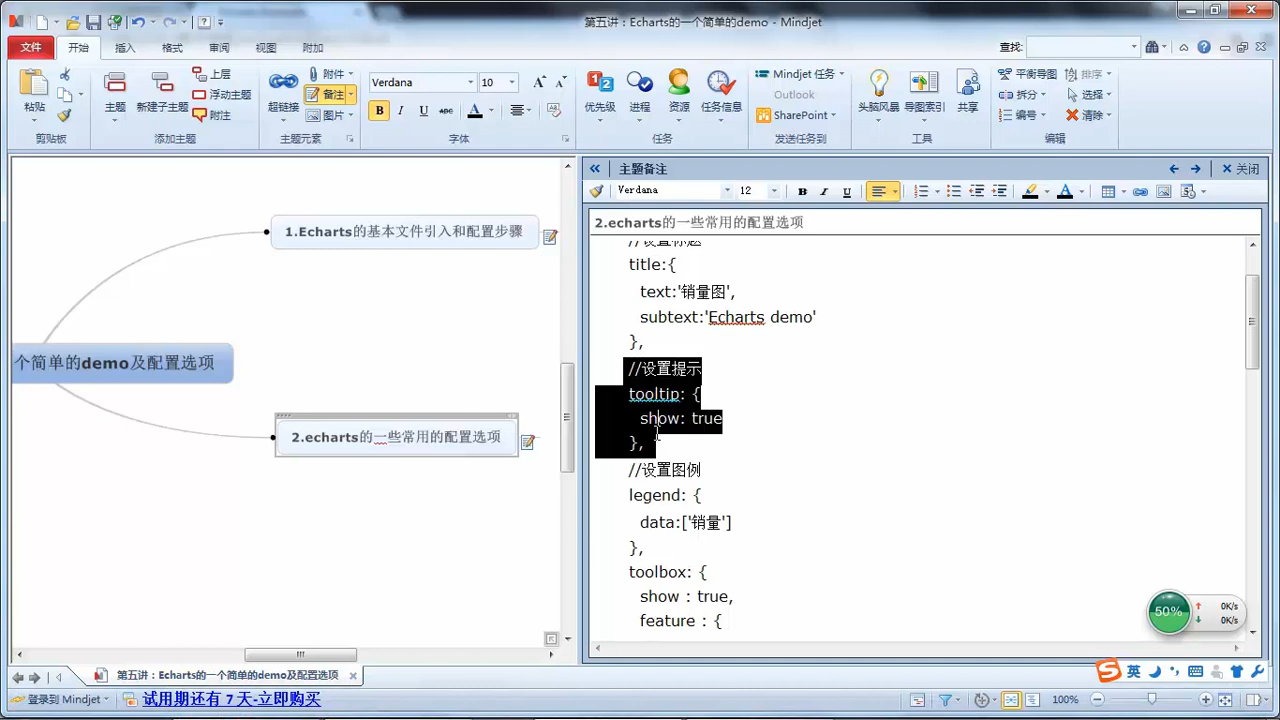 第五讲：Echarts的一个简单的demo - Mindjet
文件 开始 插入 格式 审阅 视图 附加
查找:
粘贴
剪贴板
主题 新建子主题
上层
浮动主题
附注
添加主题
超链接
附件
备注
图片
主题元素
Verdana 10
B I U abc A
字体
优先级 进程 资源 任务信息
任务
Mindjet 任务
Outlook
SharePoint
发送任务到
头脑风暴 导图索引 共享
工具
平衡导图 排序
拆分 选择
编号 清除
编辑
1.Echarts的基本文件引入和配置步骤
个简单的demo及配置选项
2.echarts的一些常用的配置选项
主题备注
关闭
Verdana 12 B I U
2.echarts的一些常用的配置选项
//设置标题
title:{
text:'销量图',
subtext:'Echarts demo'
},
//设置提示
tooltip: {
show: true
},
//设置图例
legend: {
data:['销量']
},
toolbox: {
show : true,
feature : {
50%
0K/s
0K/s
英
第五讲：Echarts的一个简单的demo及配置选项
登录到 Mindjet
试用期还有 7 天-立即购买
100%